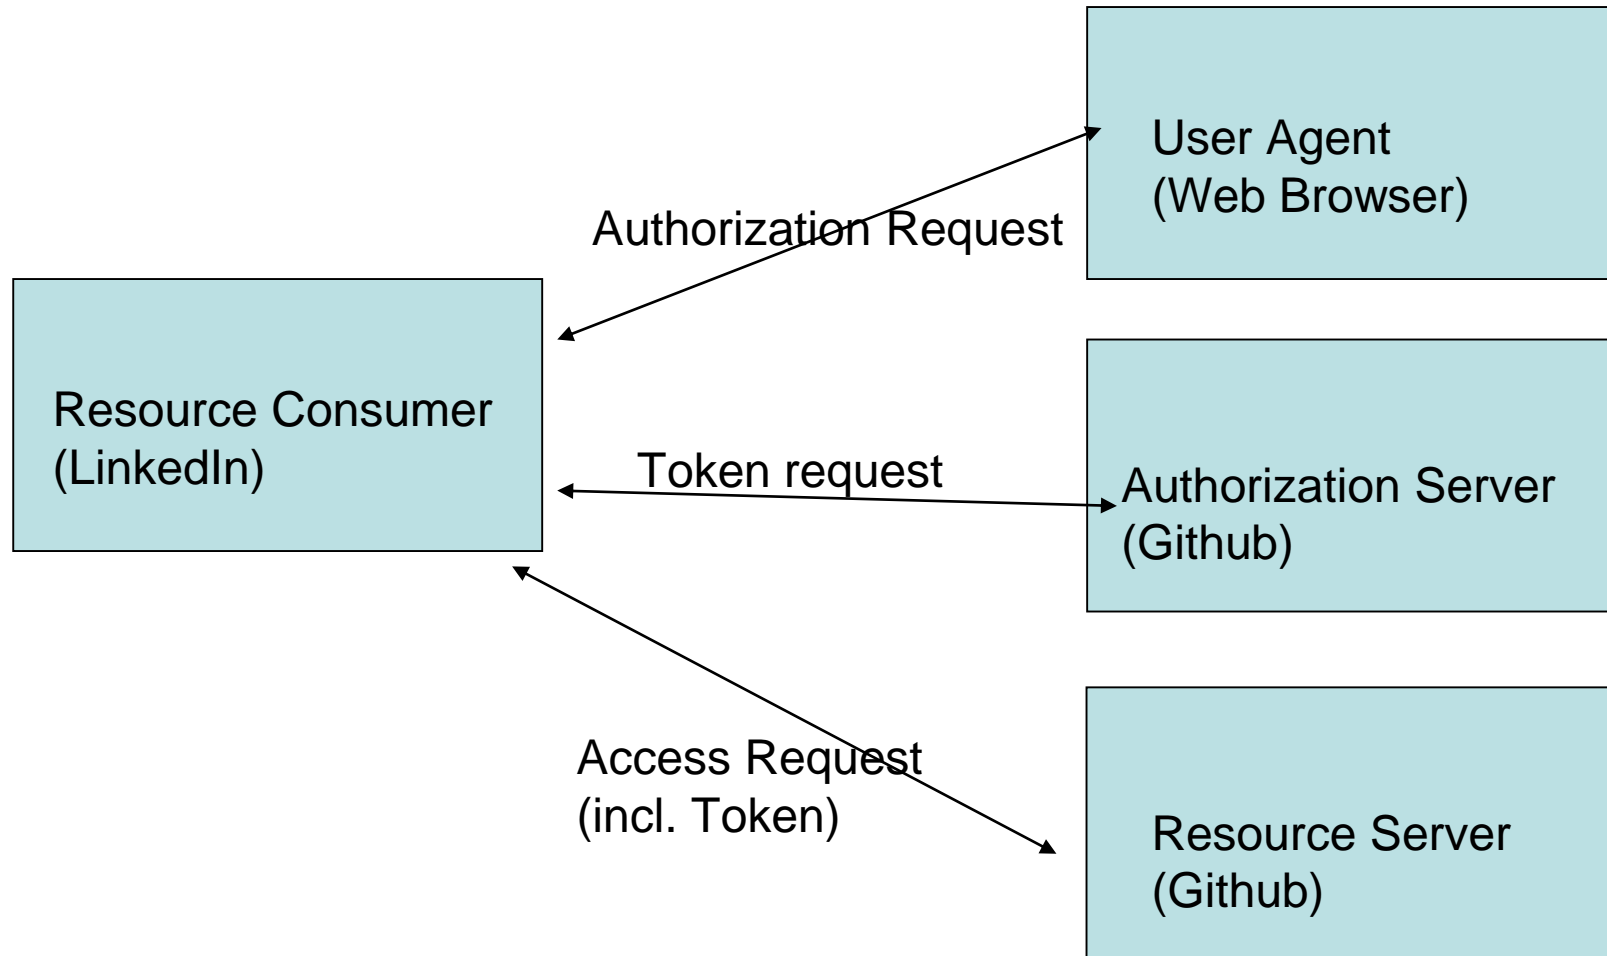 User Agent
(Web Browser)
Authorization Request
Resource Consumer
(LinkedIn)
Token request
Authorization Server
(Github)
Access Request
(incl. Token)
Resource Server
(Github)